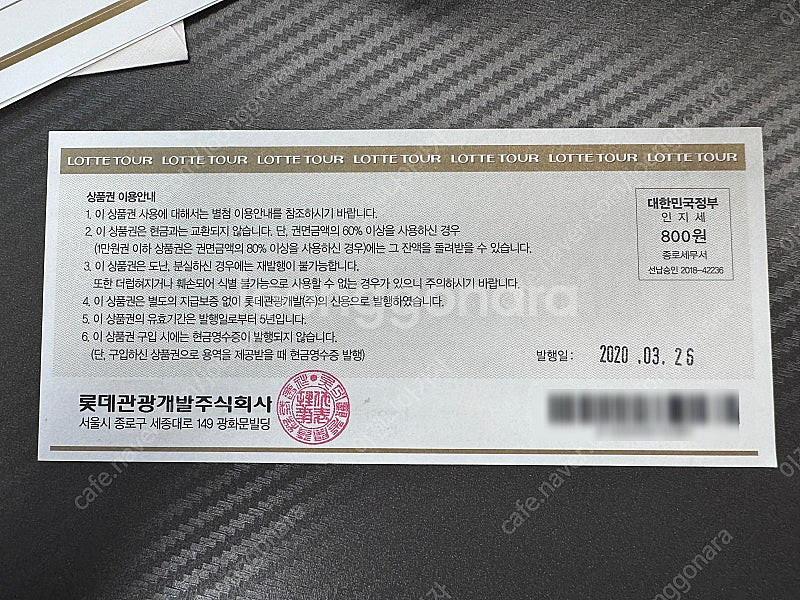 LOTTE TOUR LOTTE TOUR LOTTE TOUR LOTTE TOUR LOTTE TOUR LOTTE TOUR LOTTE TOUR
상품권 이용안내
1. 이 상품권 사용에 대해서는 별첨 이용안내를 참조하시기 바랍니다.
2. 이 상품권은 현금과는 교환되지 않습니다. 단, 권면금액의 60% 이상을 사용하신 경우
(1만원권 이하 상품권은 권면금액의 80% 이상을 사용하신 경우)에는 그 잔액을 돌려받을 수 있습니다.
3. 이 상품권은 도난, 분실하신 경우에는 재발행이 불가능합니다.
또한 더럽혀지거나 훼손되어 식별 불가능으로 사용할 수 없는 경우가 있으니 주의하시기 바랍니다.
4. 이 상품권은 별도의 지급보증 없이 롯데관광개발(주)의 신용으로 발행하였습니다.
5. 이 상품권의 유효기간은 발행일로부터 5년입니다.
6. 이 상품권 구입 시에는 현금영수증이 발행되지 않습니다.
(단, 구입하신 상품권으로 용역을 제공받을 때 현금영수증 발행)
대한민국정부
인지세
800원
종로세무서
선납승인 2018-42236
발행일: 2020 .03. 26
롯데관광개발주식회사
서울시 종로구 세종대로 149 광화문빌딩
joonggonara
cafe.naver.com/joonggonara